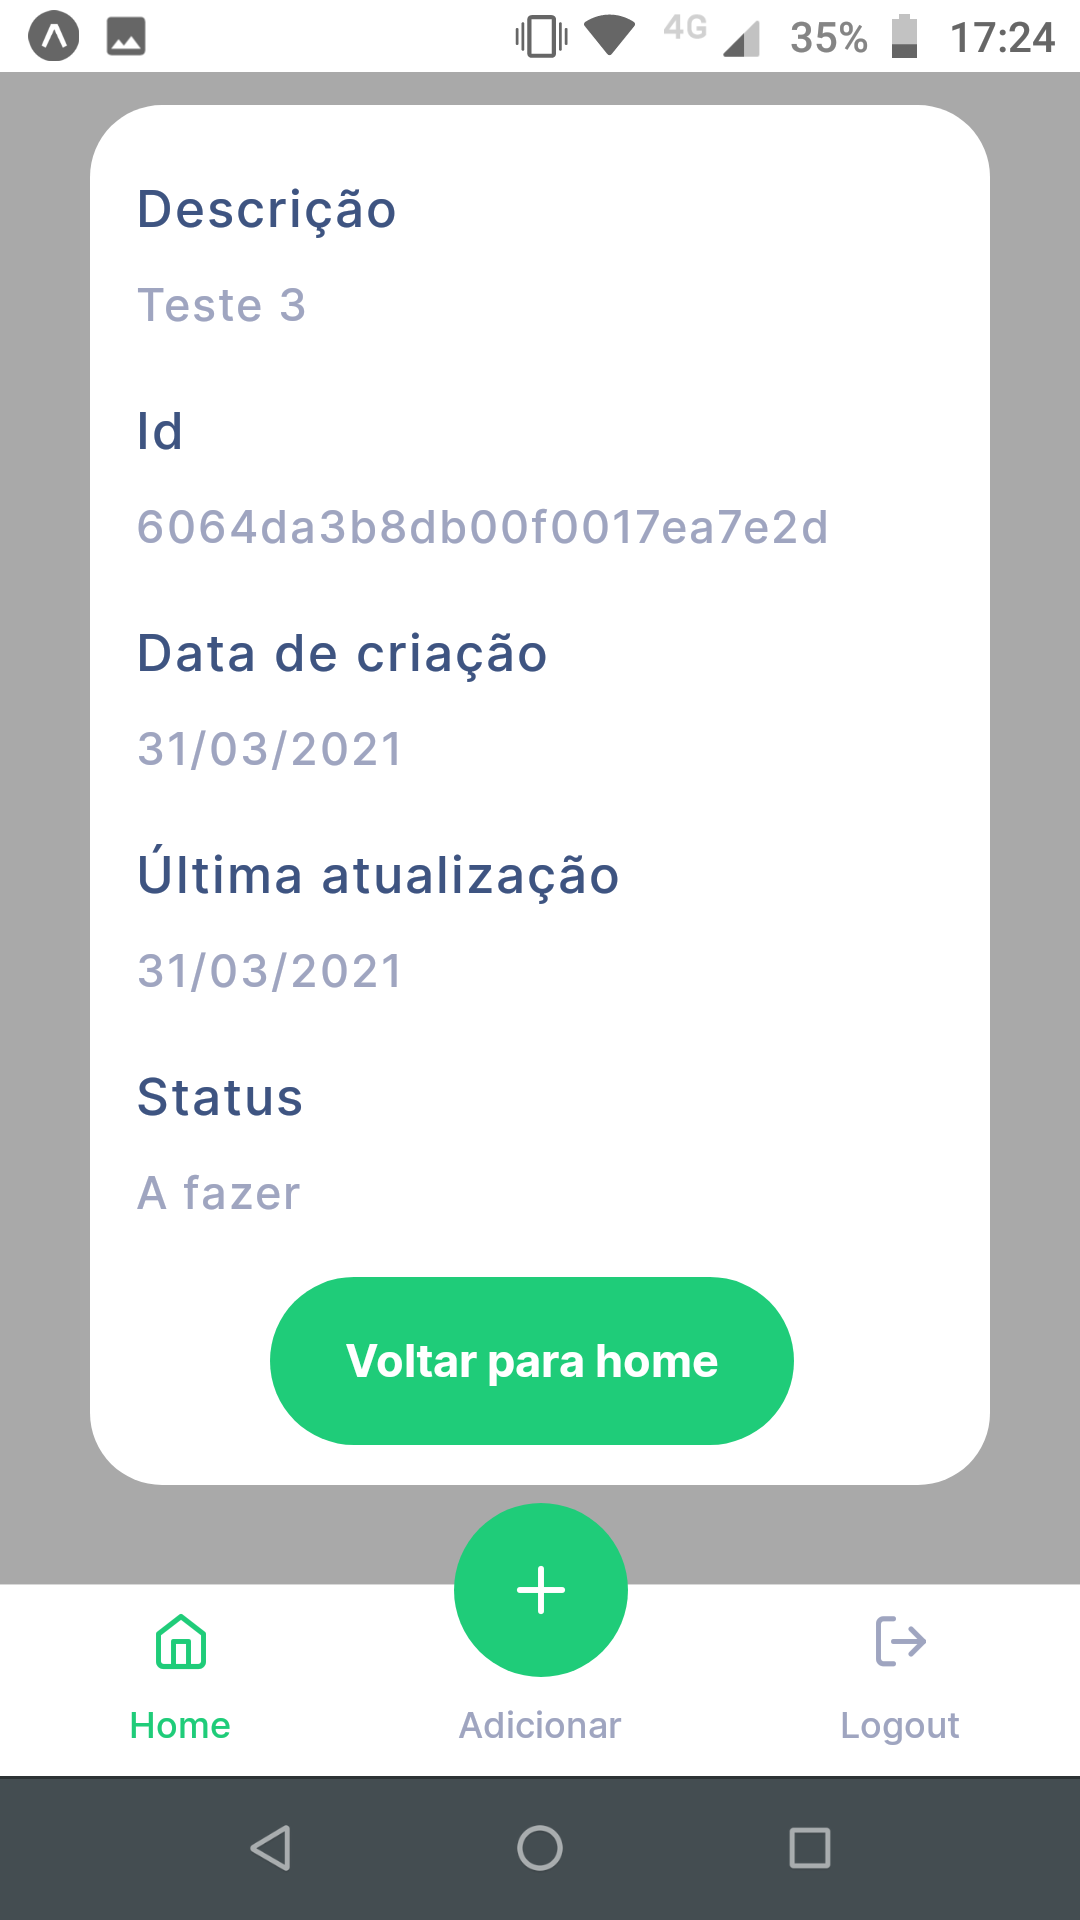 4G 35% 17:24
Descrição
Teste 3
Id
6064da3b8db00f0017ea7e2d
Data de criação
31/03/2021
Última atualização
31/03/2021
Status
A fazer
Voltar para home
Home Adicionar Logout